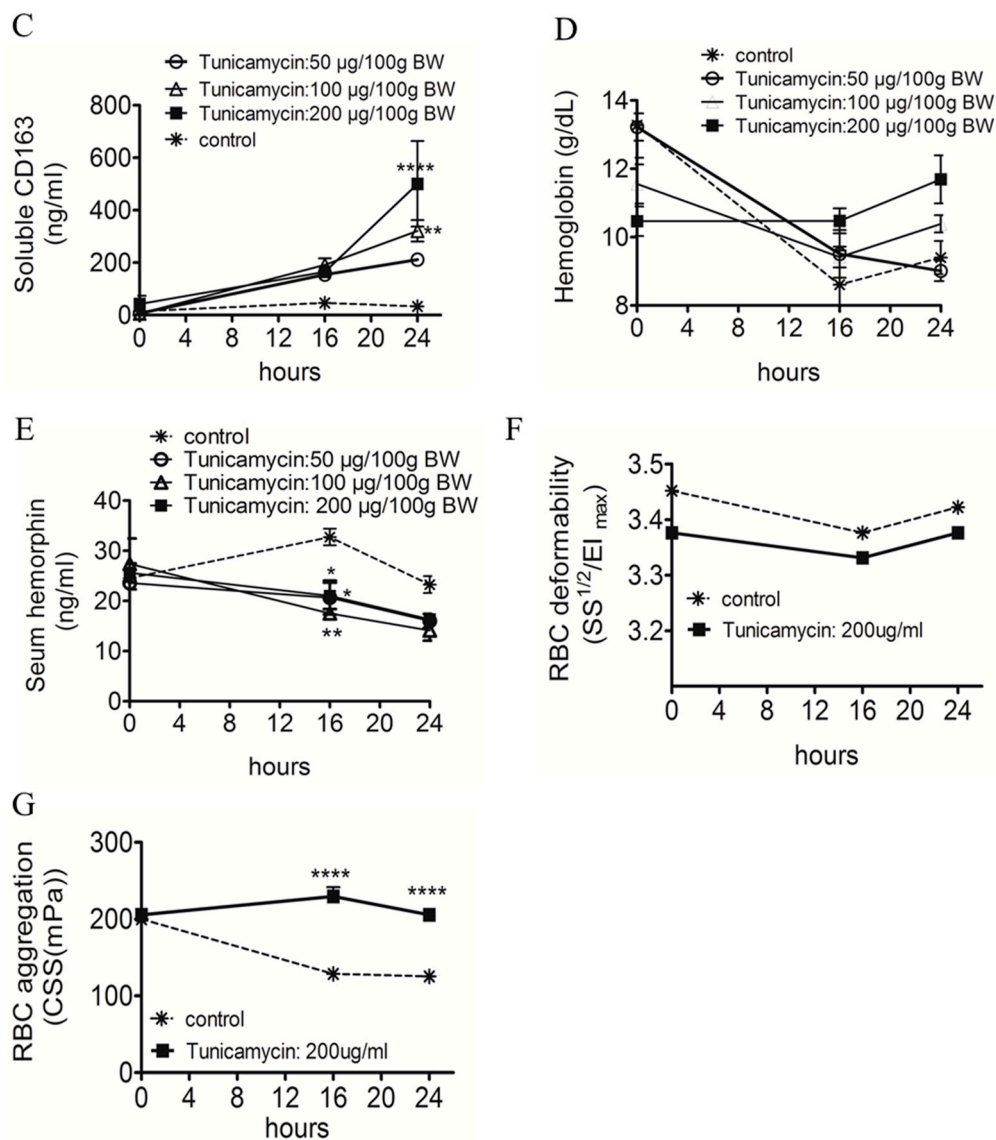 C
Tunicamycin:50 µg/100g BW
Tunicamycin:100 µg/100g BW
Tunicamycin:200 µg/100g BW
control
Soluble CD163
(ng/ml)
800
600
400
200
0
****
**
0 4 8 12 16 20 24
hours
D
control
Tunicamycin:50 µg/100g BW
Tunicamycin:100 µg/100g BW
Tunicamycin:200 µg/100g BW
Hemoglobin (g/dL)
14
12
10
8
0 4 8 12 16 20 24
hours
E
control
Tunicamycin:50 µg/100g BW
Tunicamycin:100 µg/100g BW
Tunicamycin: 200 µg/100g BW
Seum hemorphin
(ng/ml)
40
30
20
10
0
*
*
**
0 4 8 12 16 20 24
hours
F
RBC deformability
(SS1/2/EI max)
3.5
3.4
3.3
3.2
control
Tunicamycin: 200ug/ml
0 4 8 12 16 20 24
hours
G
RBC aggregation
(CSS(mPa))
300
200
100
0
****
****
control
Tunicamycin: 200ug/ml
0 4 8 12 16 20 24
hours